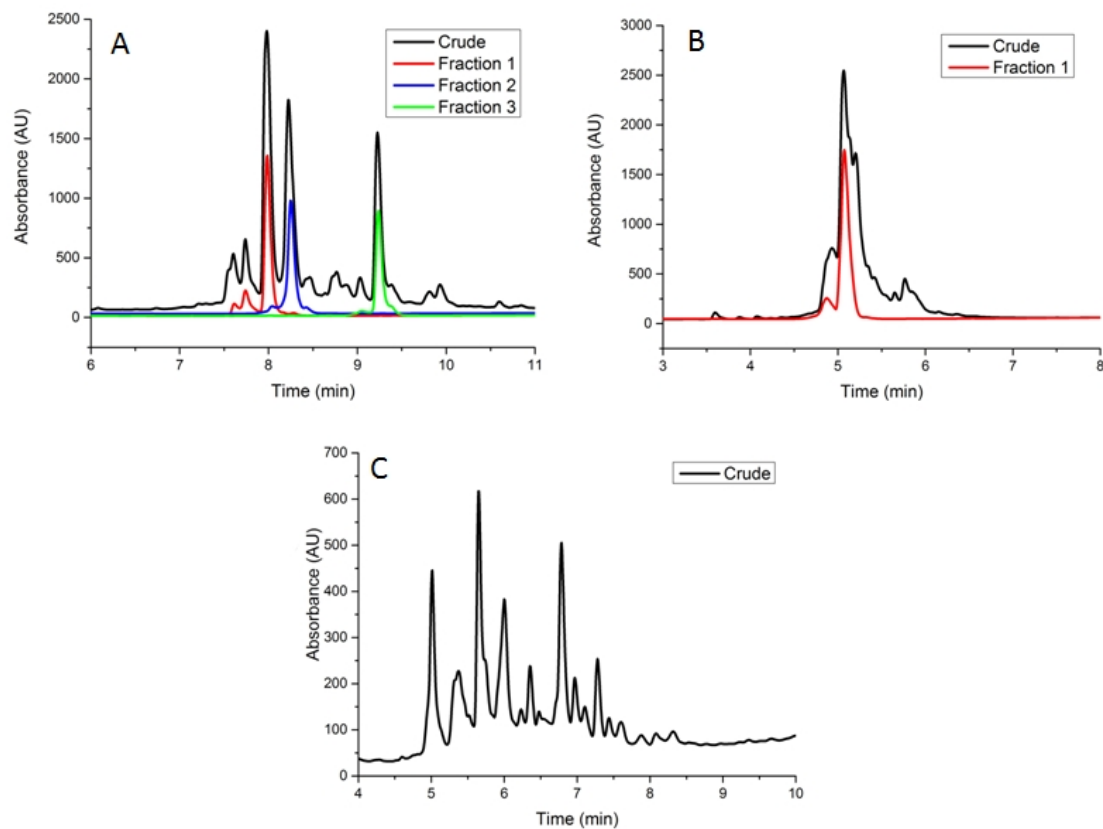 A
Crude
Fraction 1
Fraction 2
Fraction 3
Absorbance (AU)
2500
2000
1500
1000
500
0
6 7 8 9 10 11
Time (min)
B
Crude
Fraction 1
Absorbance (AU)
3000
2500
2000
1500
1000
500
0
3 4 5 6 7 8
Time (min)
C
Crude
Absorbance (AU)
700
600
500
400
300
200
100
0
4 5 6 7 8 9 10
Time (min)